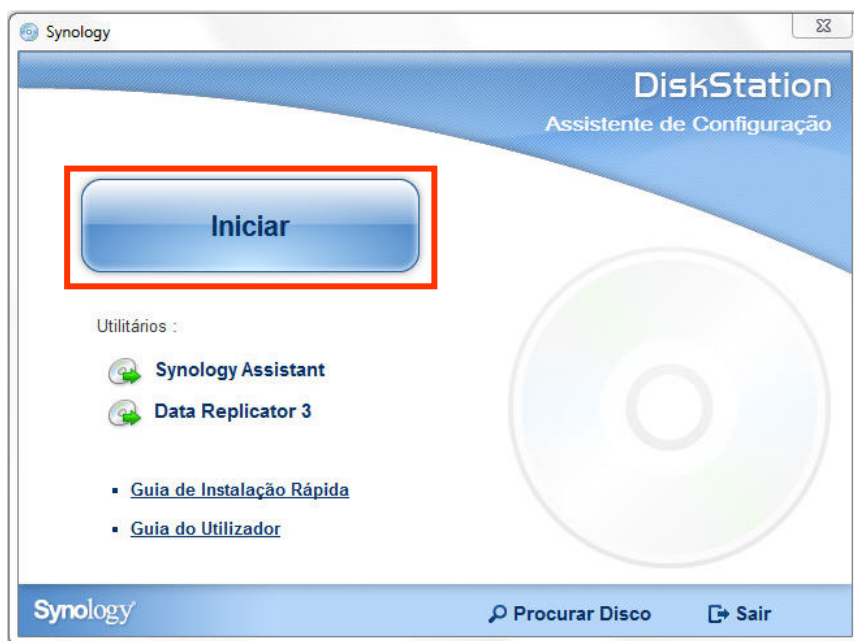 Synology
DiskStation
Assistente de Configuração
Iniciar
Utilitários :
Synology Assistant
Data Replicator 3
Guia de Instalação Rápida
Guia do Utilizador
Synology Procurar Disco Sair